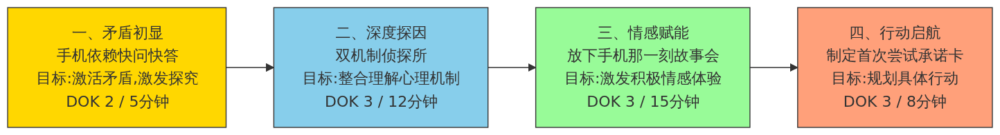 一、矛盾初显
手机依赖快问快答
目标:激活矛盾,激发探究
DOK 2 / 5分钟
二、深度探因
双机制侦探所
目标:整合理解心理机制
DOK 3 / 12分钟
三、情感赋能
放下手机那一刻故事会
目标:激发积极情感体验
DOK 3 / 15分钟
四、行动启航
制定首次尝试承诺卡
目标:规划具体行动
DOK 3 / 8分钟